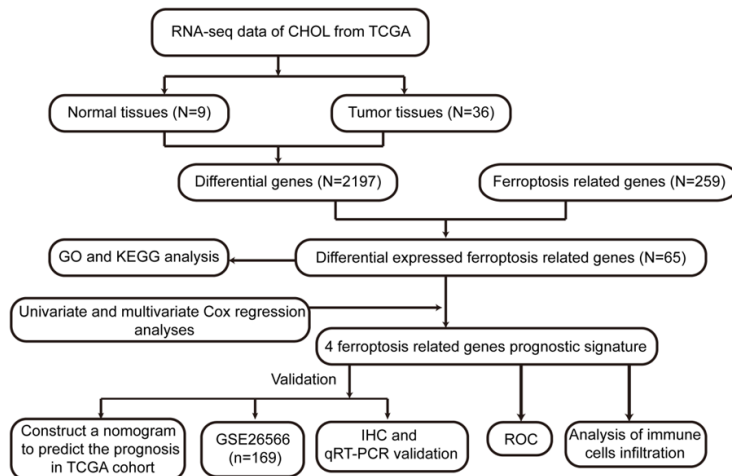 RNA-seq data of CHOL from TCGA
Normal tissues (N=9)
Tumor tissues (N=36)
Differential genes (N=2197)
Ferroptosis related genes (N=259)
GO and KEGG analysis
Differential expressed ferroptosis related genes (N=65)
Univariate and multivariate Cox regression
analyses
4 ferroptosis related genes prognostic signature
Validation
Construct a nomogram
to predict the prognosis
in TCGA cohort
GSE26566
(n=169)
IHC and
qRT-PCR validation
ROC
Analysis of immune
cells infiltration